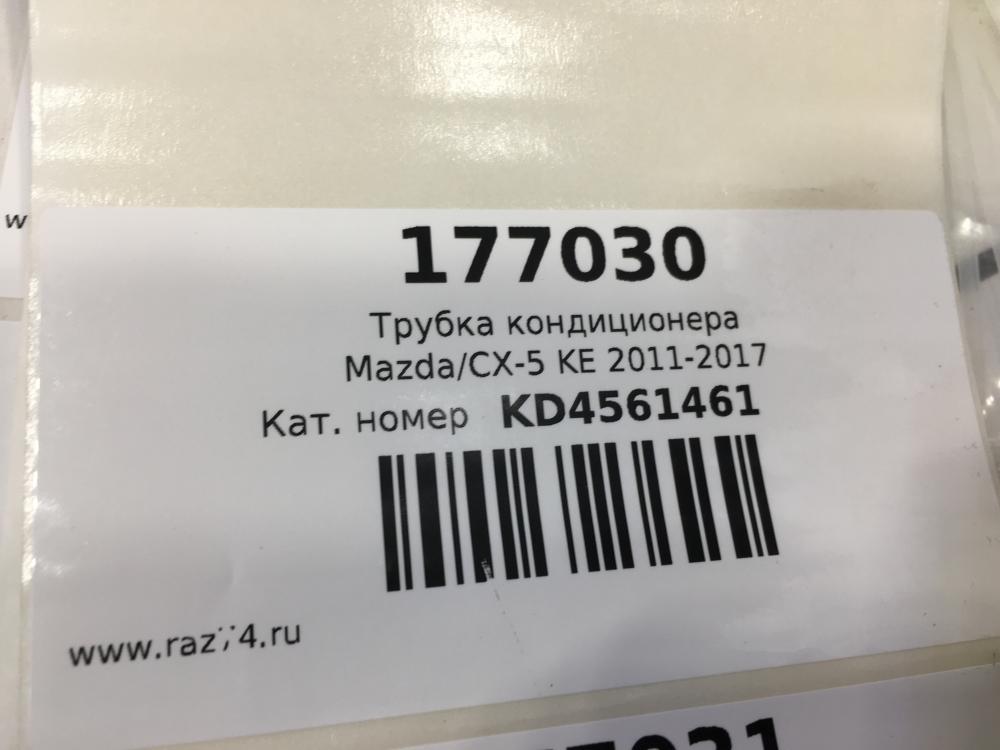 177030
Трубка кондиционера
Mazda/CX-5 KE 2011-2017
Кат. номер KD4561461
w